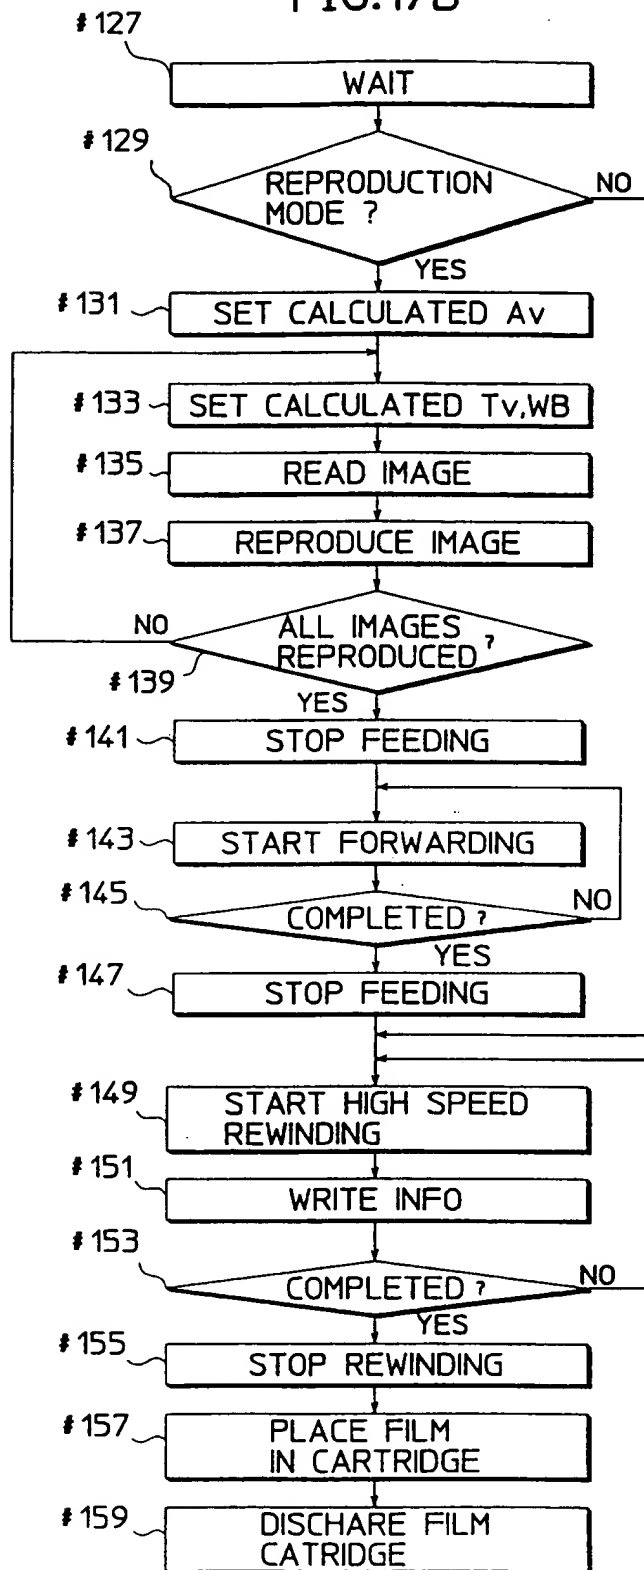 FIG.17B
#127
WAIT
#129
REPRODUCTION
MODE ?
NO
YES
#131
SET CALCULATED Av
#133
SET CALCULATED Tv,WB
#135
READ IMAGE
#137
REPRODUCE IMAGE
NO
ALL IMAGES
REPRODUCED ?
#139
YES
#141
STOP FEEDING
#143
START FORWARDING
#145
COMPLETED ?
NO
YES
#147
STOP FEEDING
#149
START HIGH SPEED
REWINDING
#151
WRITE INFO
#153
COMPLETED ?
NO
YES
#155
STOP REWINDING
#157
PLACE FILM
IN CARTRIDGE
#159
DISCHARE FILM
CATRIDGE